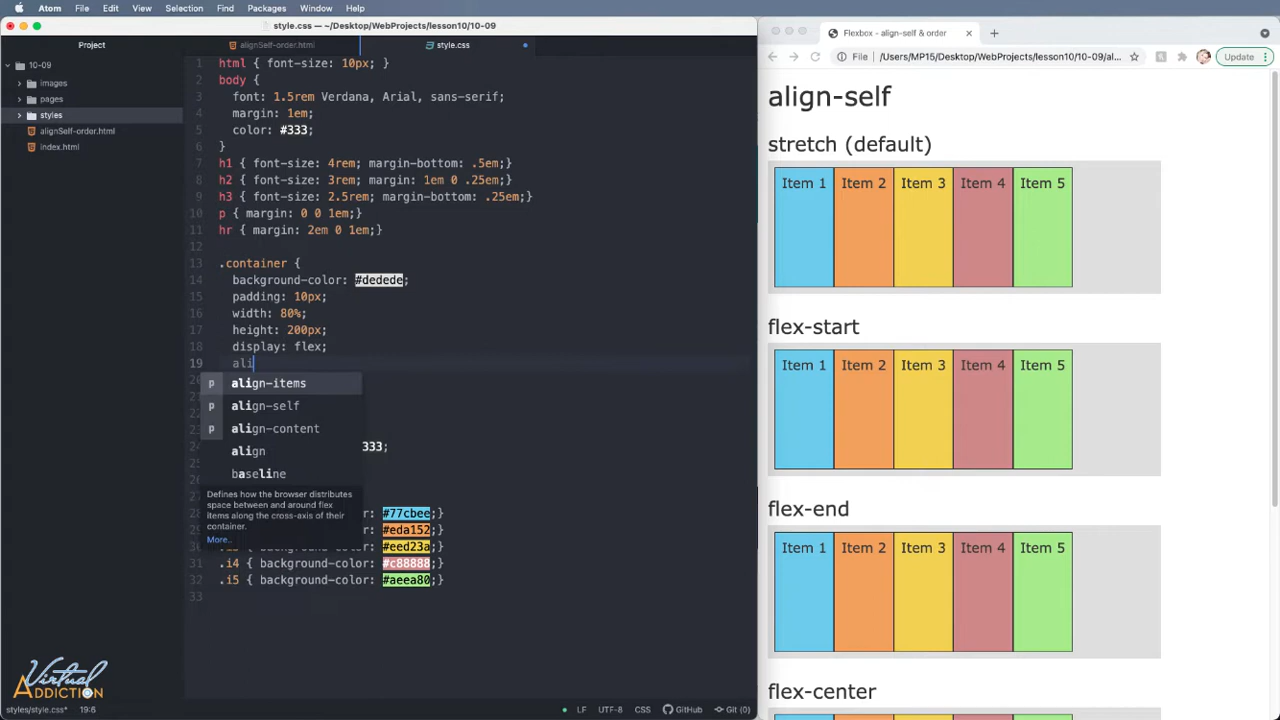 Atom File Edit View Selection Find Packages Window Help
style.css — ~/Desktop/WebProjects/lesson10/10-09
Project
alignSelf-order.html
style.css
10-09
images
pages
styles
alignSelf-order.html
index.html
1 html { font-size: 10px; }
2 body {
3 font: 1.5rem Verdana, Arial, sans-serif;
4 margin: 1em;
5 color: #333;
6 }
7 h1 { font-size: 4rem; margin-bottom: .5em;}
8 h2 { font-size: 3rem; margin: 1em 0 .25em;}
9 h3 { font-size: 2.5rem; margin-bottom: .25em;}
10 p { margin: 0 0 1em;}
11 hr { margin: 2em 0 1em;}
12
13 .container {
14 background-color: #dedede;
15 padding: 10px;
16 width: 80%;
17 height: 200px;
18 display: flex;
19 ali
p align-items
p align-self
p align-content
align
baseline
Defines how the browser distributes
space between and around flex
items along the cross-axis of their
container.
More..
333;
r: #77cbee;}
r: #eda152;}
r: #eed23a;}
31 .i4 { background-color: #c88888;}
32 .i5 { background-color: #aeea80;}
33
Virtual
Addiction
styles/style.css* 19:6 LF UTF-8 CSS GitHub Git (0)
Flexbox - align-self & order
File /Users/MP15/Desktop/WebProjects/lesson10/10-09/al... Update
align-self
stretch (default)
Item 1 Item 2 Item 3 Item 4 Item 5
flex-start
Item 1 Item 2 Item 3 Item 4 Item 5
flex-end
Item 1 Item 2 Item 3 Item 4 Item 5
flex-center